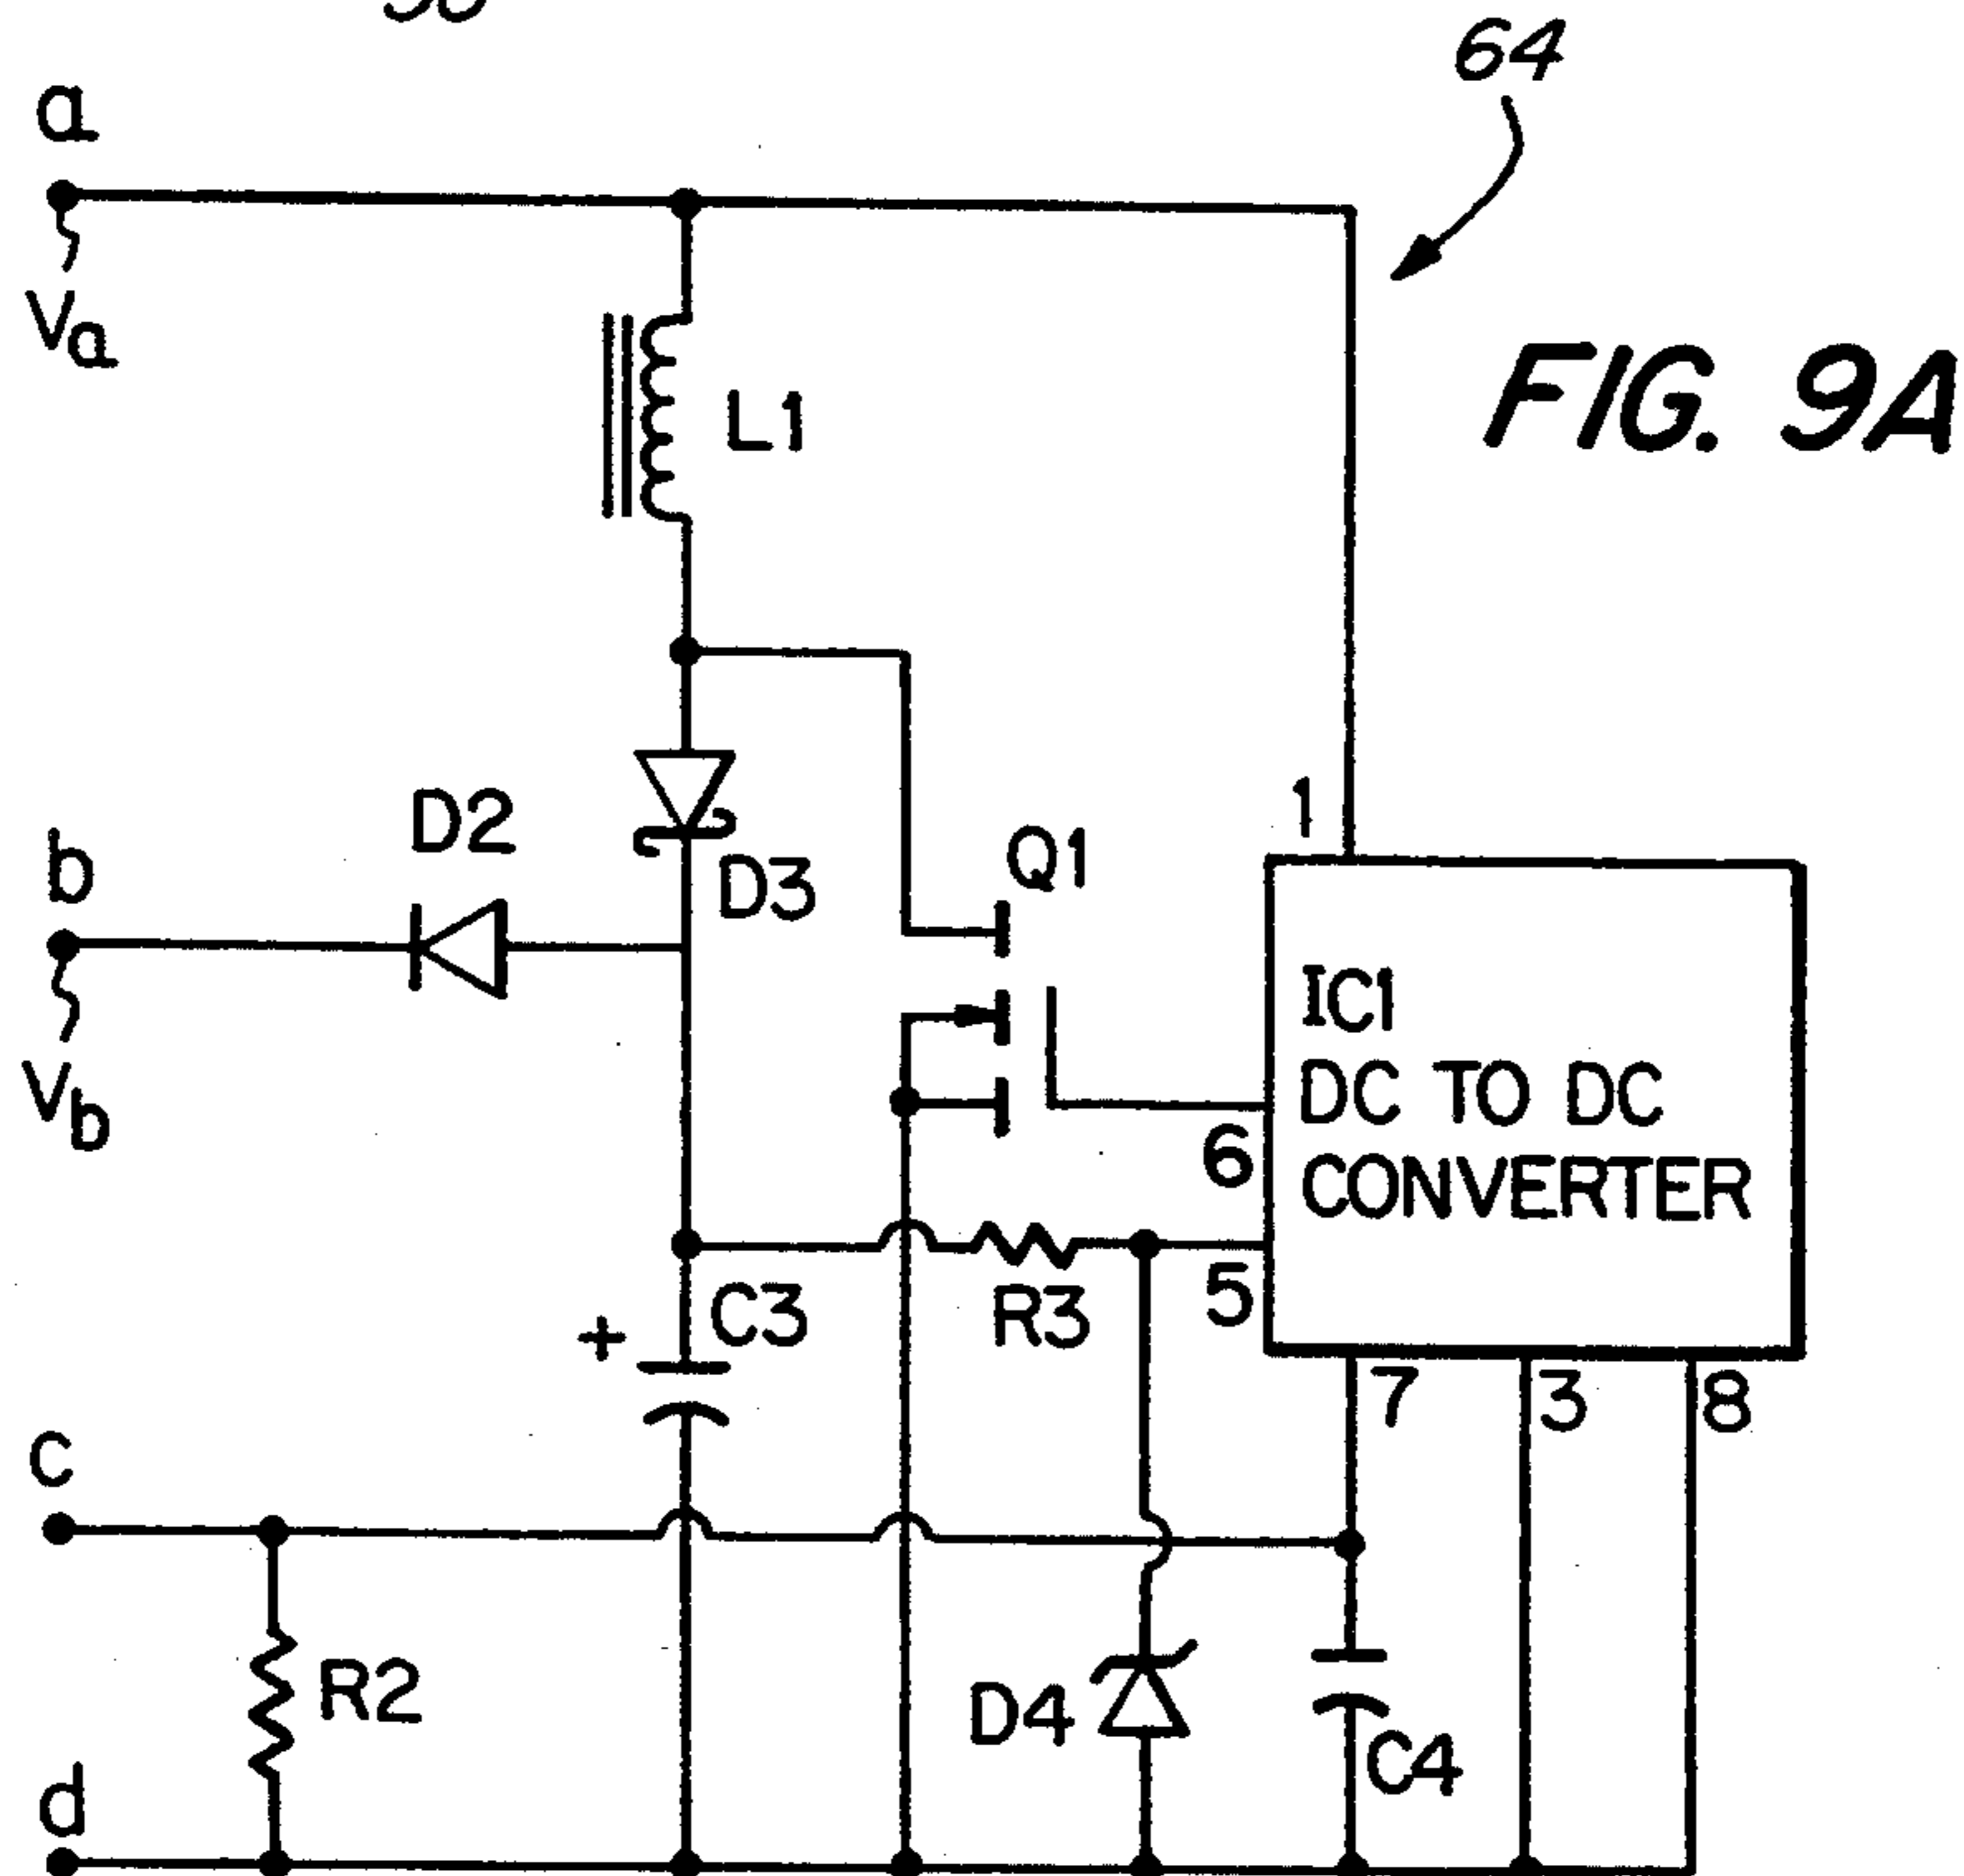 64
a
Va
L1
FIG. 9A
D2
D3
b
Q1
1
IC1
DC TO DC
CONVERTER
Vb
6
5
C3
+
R3
7
3
8
c
R2
D4
C4
d